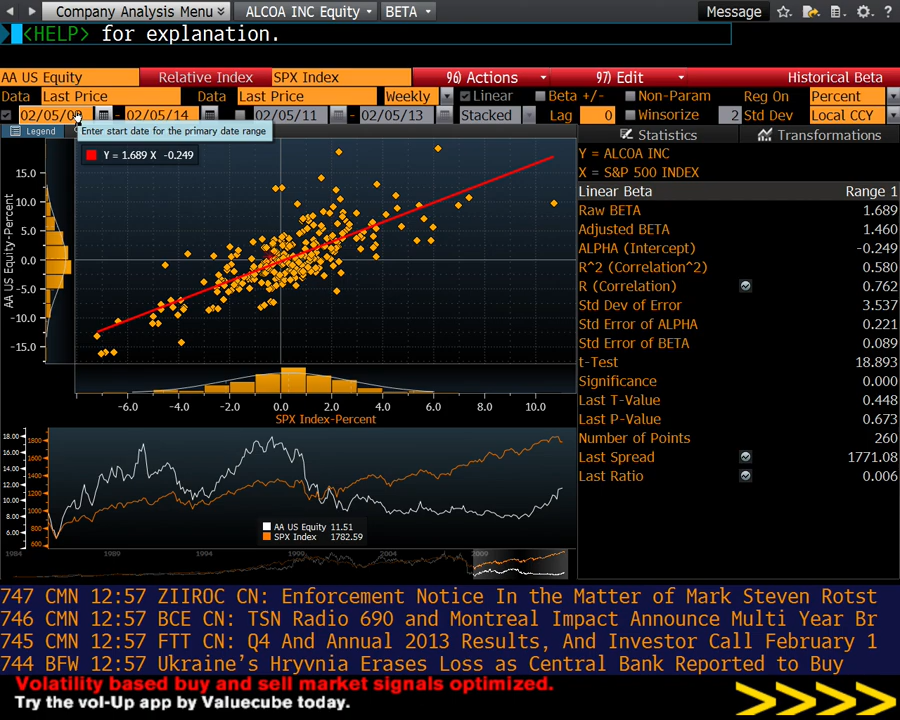 Company Analysis Menu ALCOA INC Equity BETA Message ?
<HELP> for explanation.
AA US Equity Relative Index SPX Index 96) Actions 97) Edit Historical Beta
Data Last Price Data Last Price Weekly Linear Beta +/- Non-Param Reg On Percent
02/05/09 - 02/05/14 - 02/05/11 - 02/05/13 Stacked Lag 0 Winsorize 2 Std Dev Local CCY
Legend Enter start date for the primary date range Statistics Transformations
Y = 1.689 X -0.249
Y = ALCOA INC
X = S&P 500 INDEX
Linear Beta Range 1
Raw BETA 1.689
Adjusted BETA 1.460
ALPHA (Intercept) -0.249
R^2 (Correlation^2) 0.580
R (Correlation) 0.762
Std Dev of Error 3.537
Std Error of ALPHA 0.221
Std Error of BETA 0.089
t-Test 18.893
Significance 0.000
Last T-Value 0.448
Last P-Value 0.673
Number of Points 260
Last Spread 1771.08
Last Ratio 0.006
AA US Equity-Percent
15.0
10.0
5.0
0.0
-5.0
-10.0
-15.0
-6.0 -4.0 -2.0 0.0 2.0 4.0 6.0 8.0 10.0
SPX Index-Percent
18.00 1800
16.00 1600
14.00 1400
12.00 1200
10.00 1000
8.00 800
6.00 600
AA US Equity 11.51
SPX Index 1782.59
1984 1989 1994 1999 2004 2009
747 CMN 12:57 ZIIROC CN: Enforcement Notice In the Matter of Mark Steven Rotst
746 CMN 12:57 BCE CN: TSN Radio 690 and Montreal Impact Announce Multi Year Br
745 CMN 12:57 FTT CN: Q4 And Annual 2013 Results, And Investor Call February 1
744 BFW 12:57 Ukraine's Hryvnia Erases Loss as Central Bank Reported to Buy
Volatility based buy and sell market signals optimized.
Try the vol-Up app by Valuecube today.